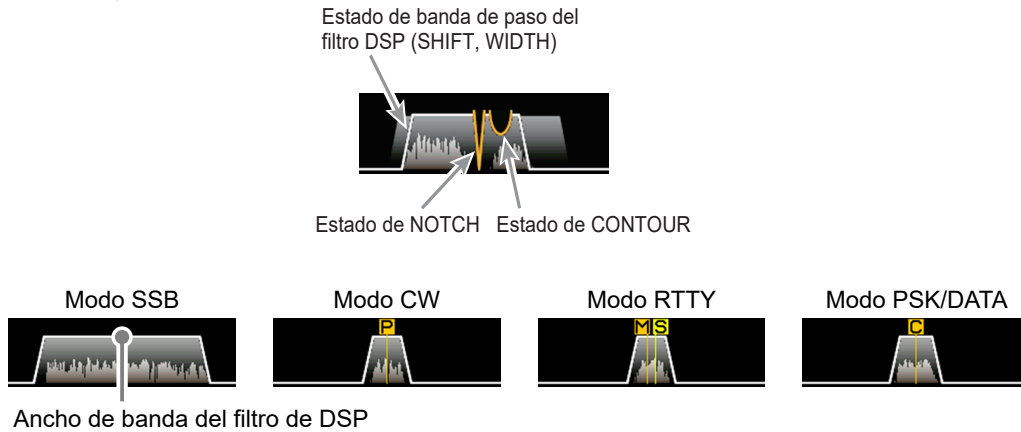 Estado de banda de paso del
filtro DSP (SHIFT, WIDTH)
Estado de NOTCH
Estado de CONTOUR
Modo SSB
Modo CW
Modo RTTY
Modo PSK/DATA
P
M S
C
Ancho de banda del filtro de DSP